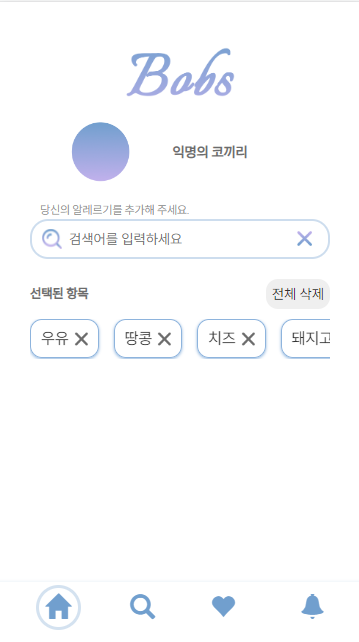 Bobs
익명의 코끼리
당신의 알레르기를 추가해 주세요.
검색어를 입력하세요
선택된 항목 전체 삭제
우유 땅콩 치즈 돼지고